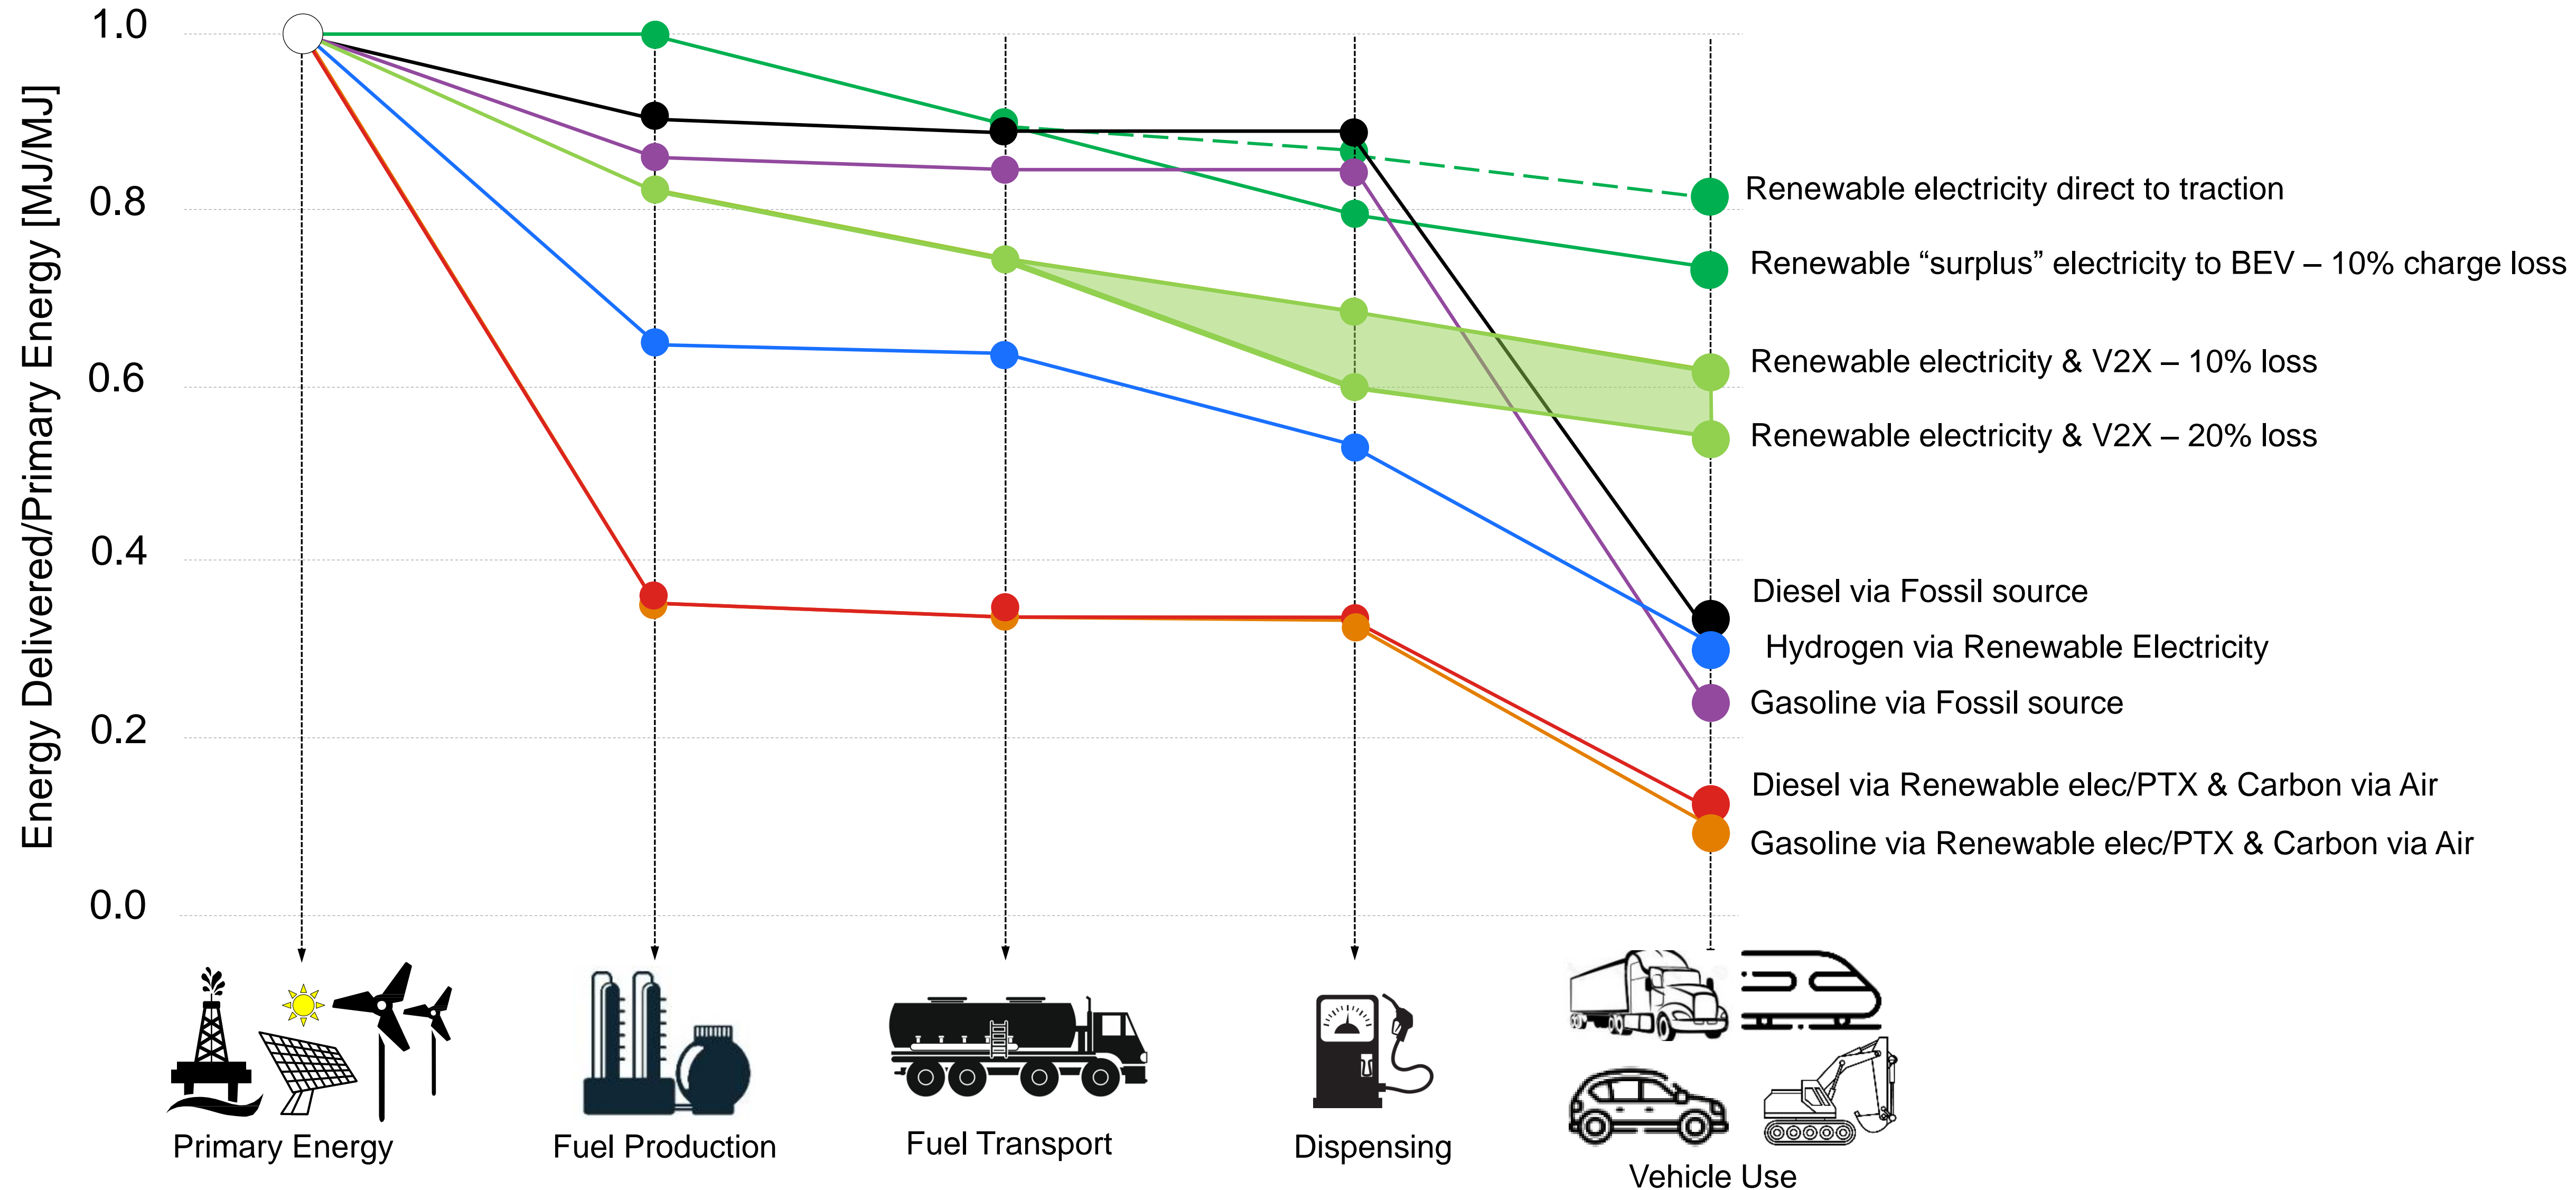 Energy Delivered/Primary Energy [MJ/MJ]
1.0
0.8
0.6
0.4
0.2
0.0
Renewable electricity direct to traction
Renewable “surplus” electricity to BEV – 10% charge loss
Renewable electricity & V2X – 10% loss
Renewable electricity & V2X – 20% loss
Diesel via Fossil source
Hydrogen via Renewable Electricity
Gasoline via Fossil source
Diesel via Renewable elec/PTX & Carbon via Air
Gasoline via Renewable elec/PTX & Carbon via Air
Primary Energy
Fuel Production
Fuel Transport
Dispensing
Vehicle Use